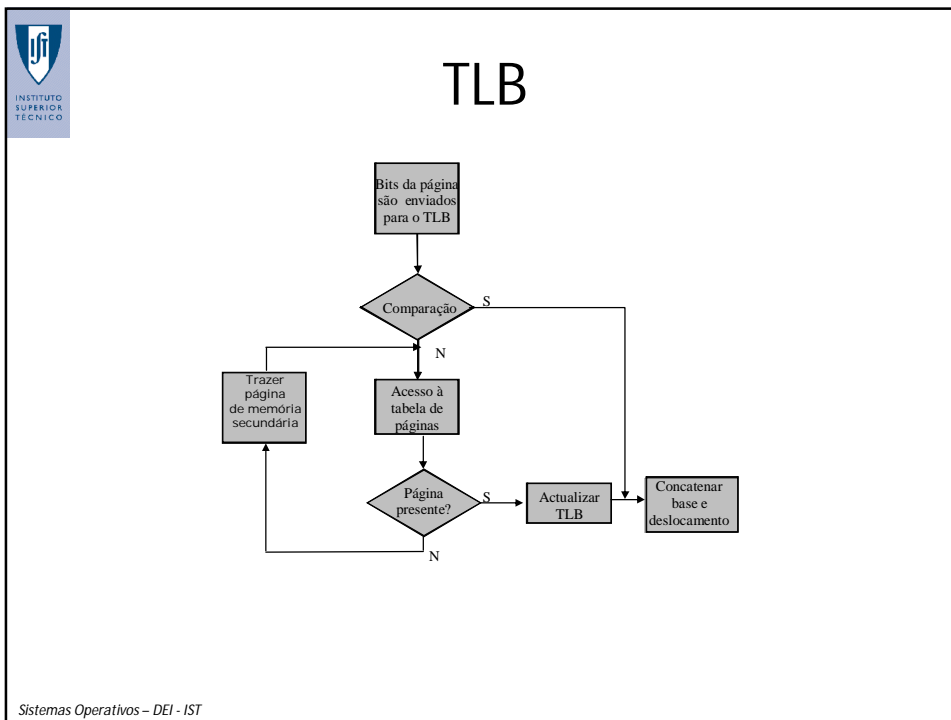 IST
INSTITUTO
SUPERIOR
TÉCNICO
TLB
Bits da página
são enviados
para o TLB
Comparação
S
N
Trazer
página
de memória
secundária
Acesso à
tabela de
páginas
Página
presente?
S
N
Actualizar
TLB
Concatenar
base e
deslocamento
Sistemas Operativos – DEI - IST